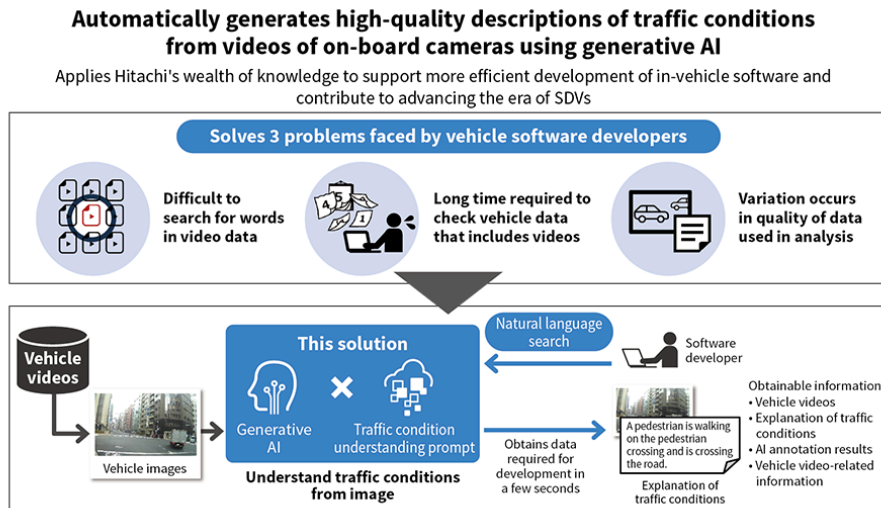 Automatically generates high-quality descriptions of traffic conditions
from videos of on-board cameras using generative AI
Applies Hitachi's wealth of knowledge to support more efficient development of in-vehicle software and
contribute to advancing the era of SDVs
Solves 3 problems faced by vehicle software developers
Difficult to
search for words
in video data
4 5
1
Long time required to
check vehicle data
that includes videos
Variation occurs
in quality of data
used in analysis
Vehicle
videos
Vehicle images
This solution
Generative
AI
Traffic condition
understanding prompt
Understand traffic conditions
from image
Natural language
search
Software
developer
Obtains data
required for
development in
a few seconds
A pedestrian is walking
on the pedestrian
crossing and is crossing
the road.
Explanation of
traffic conditions
Obtainable information:
• Vehicle videos
• Explanation of traffic
conditions
• AI annotation results
• Vehicle video-related
information